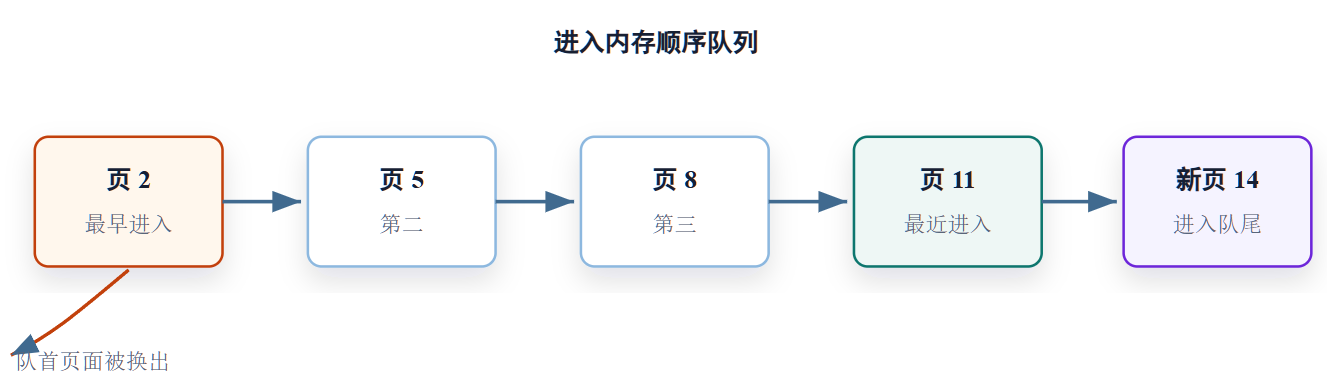 进入内存顺序队列
页 2
最早进入
页 5
第二
页 8
第三
页 11
最近进入
新页 14
进入队尾
队首页面被换出